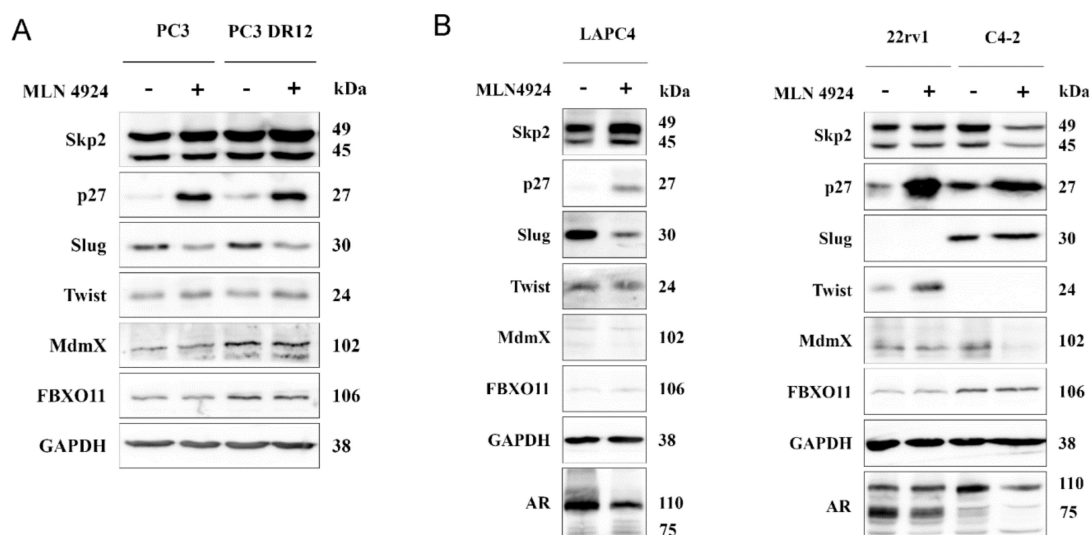 A
PC3 PC3 DR12
MLN 4924 - + - + kDa
Skp2 49
45
p27 27
Slug 30
Twist 24
MdmX 102
FBXO11 106
GAPDH 38
B
LAPC4
MLN4924 - + kDa
Skp2 49
45
p27 27
Slug 30
Twist 24
MdmX 102
FBXO11 106
GAPDH 38
AR 110
75
22rv1 C4-2
MLN 4924 - + - + kDa
Skp2 49
45
p27 27
Slug 30
Twist 24
MdmX 102
FBXO11 106
GAPDH 38
AR 110
75